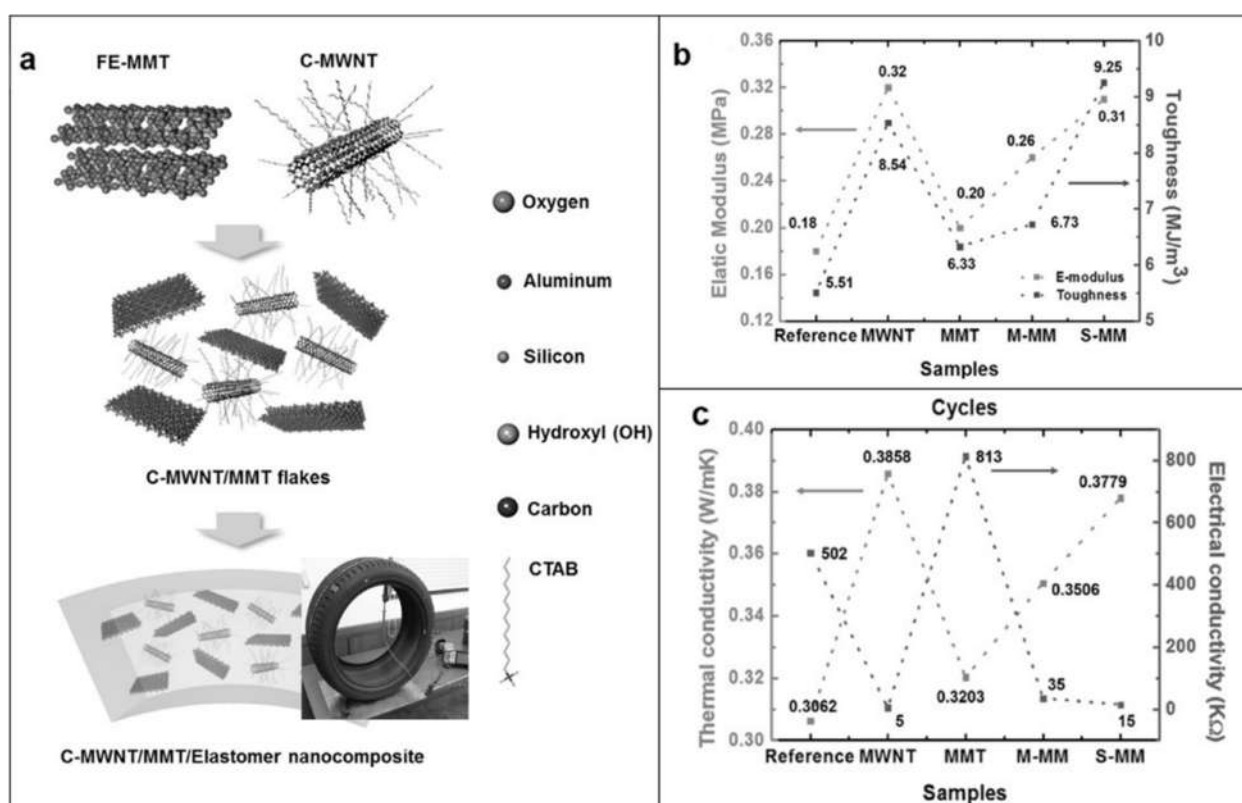 a
FE-MMT
C-MWNT
Oxygen
Aluminum
Silicon
Hydroxyl (OH)
Carbon
CTAB
C-MWNT/MMT flakes
C-MWNT/MMT/Elastomer nanocomposite
b
Elatic Modulus (MPa)
0.36
0.32
0.28
0.24
0.20
0.16
0.12
Toughness (MJ/m³)
10
9
8
7
6
5
0.18
5.51
0.32
8.54
0.20
6.33
0.26
6.73
9.25
0.31
E-modulus
Toughness
Reference MWNT MMT M-MM S-MM
Samples
c
Cycles
Thermal conductivity (W/mK)
0.40
0.38
0.36
0.34
0.32
0.30
Electrical conductivity (KΩ)
800
600
400
200
0
502
0.3062
0.3858
5
813
0.3203
0.3506
35
0.3779
15
Reference MWNT MMT M-MM S-MM
Samples